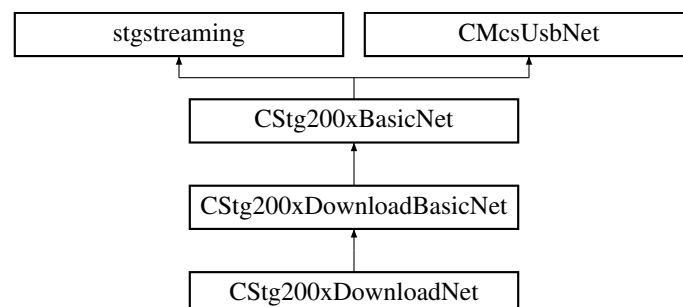 stgstreaming
CMcsUsbNet
CStg200xBasicNet
CStg200xDownloadBasicNet
CStg200xDownloadNet